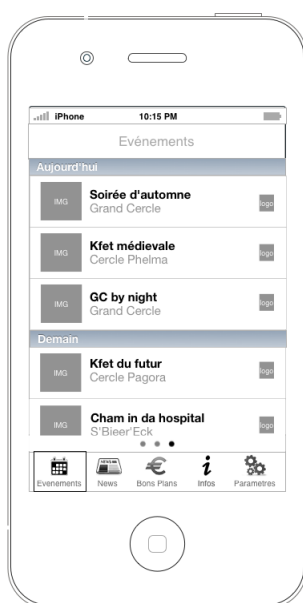 iPhone 10:15 PM
Evénements
Aujourd'hui
IMG Soirée d'automne
Grand Cercle logo
IMG Kfet médievale
Cercle Phelma logo
IMG GC by night
Grand Cercle logo
Demain
IMG Kfet du futur
Cercle Pagora logo
IMG Cham in da hospital
S'Bieer'Eck logo
Evenements News Bons Plans Infos Parametres